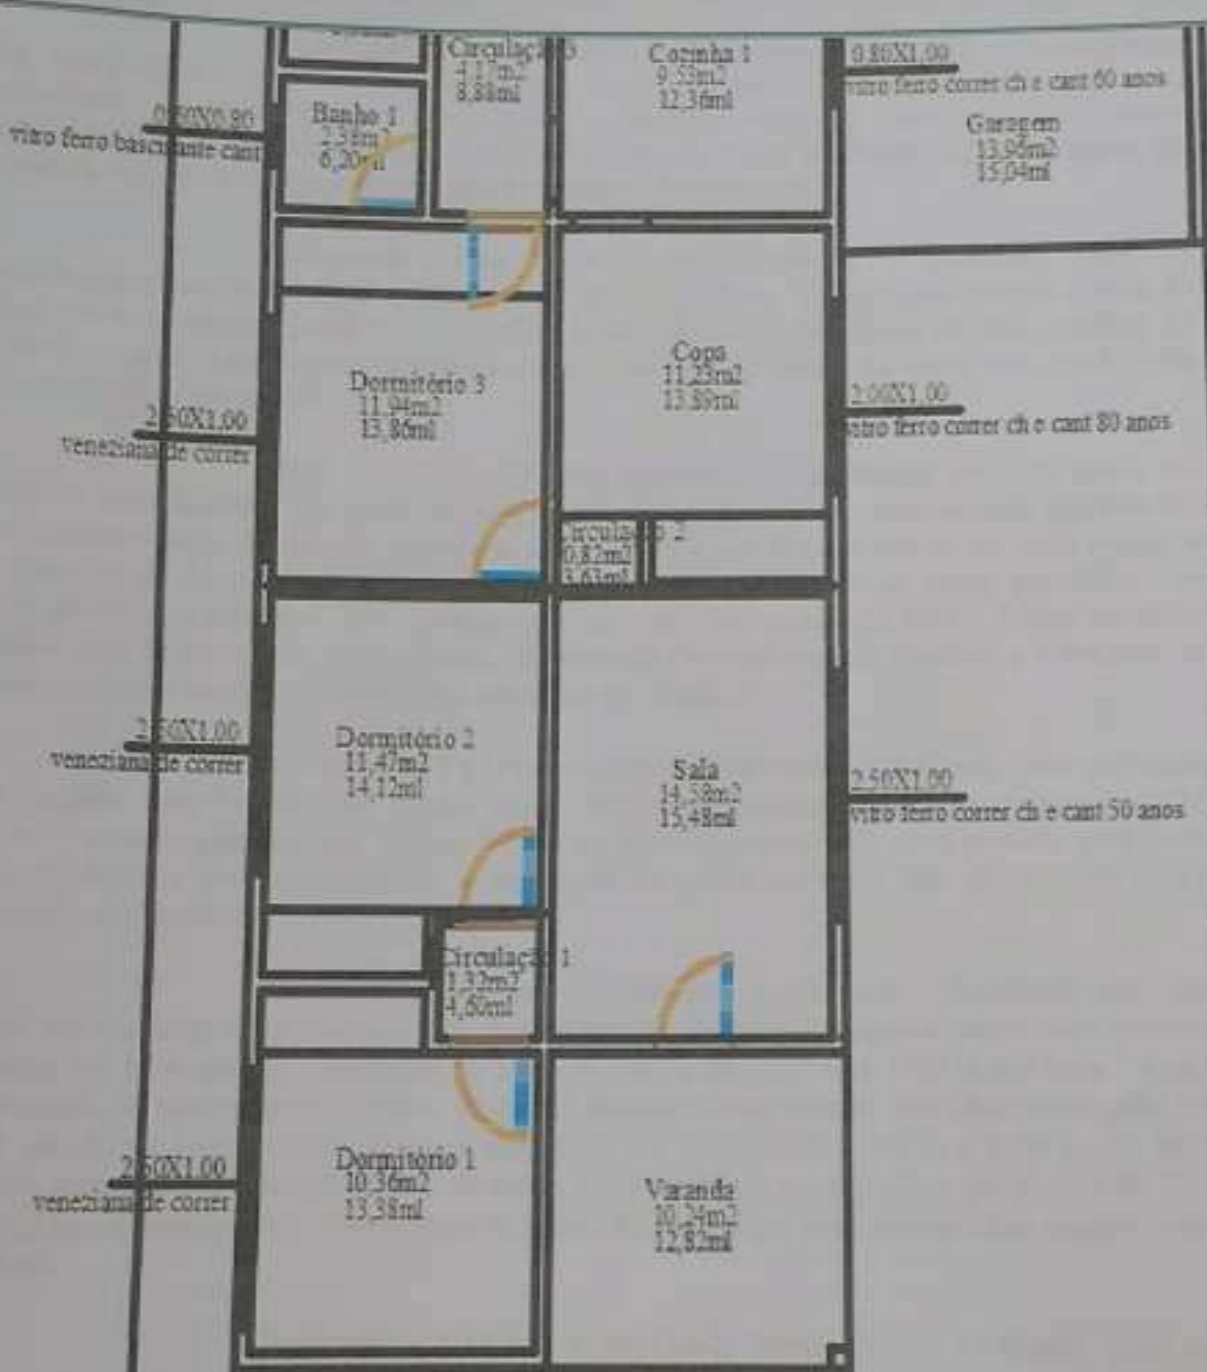 Circulação 3
4,17m2
8,88ml
Cozinha 1
9,53m2
12,36ml
0.80X1.00
vitro ferro correr ch e cant 60 anos
Garagem
13,96m2
15,04ml
Banho 1
2,38m2
6,20ml
vitro ferro basculante cant
Copa
11,23m2
13,89ml
Dormitório 3
11,94m2
13,86ml
2.00X1.00
vitro ferro correr ch e cant 80 anos
2.50X1.00
veneziana de correr
Circulação 2
0,82m2
3,63ml
Dormitório 2
11,47m2
14,12ml
2.50X1.00
veneziana de correr
Sala
14,58m2
15,48ml
2.50X1.00
vitro ferro correr ch e cant 50 anos
Circulação 1
1,32m2
4,60ml
Dormitório 1
10,36m2
13,38ml
2.50X1.00
veneziana de correr
Varanda
10,24m2
12,82ml